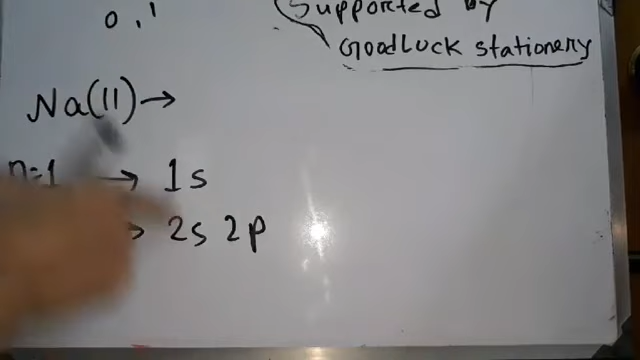 Supported by
0,1
GoodLuck stationery
Na(11)→
n=1 → 1s
→ 2s 2p